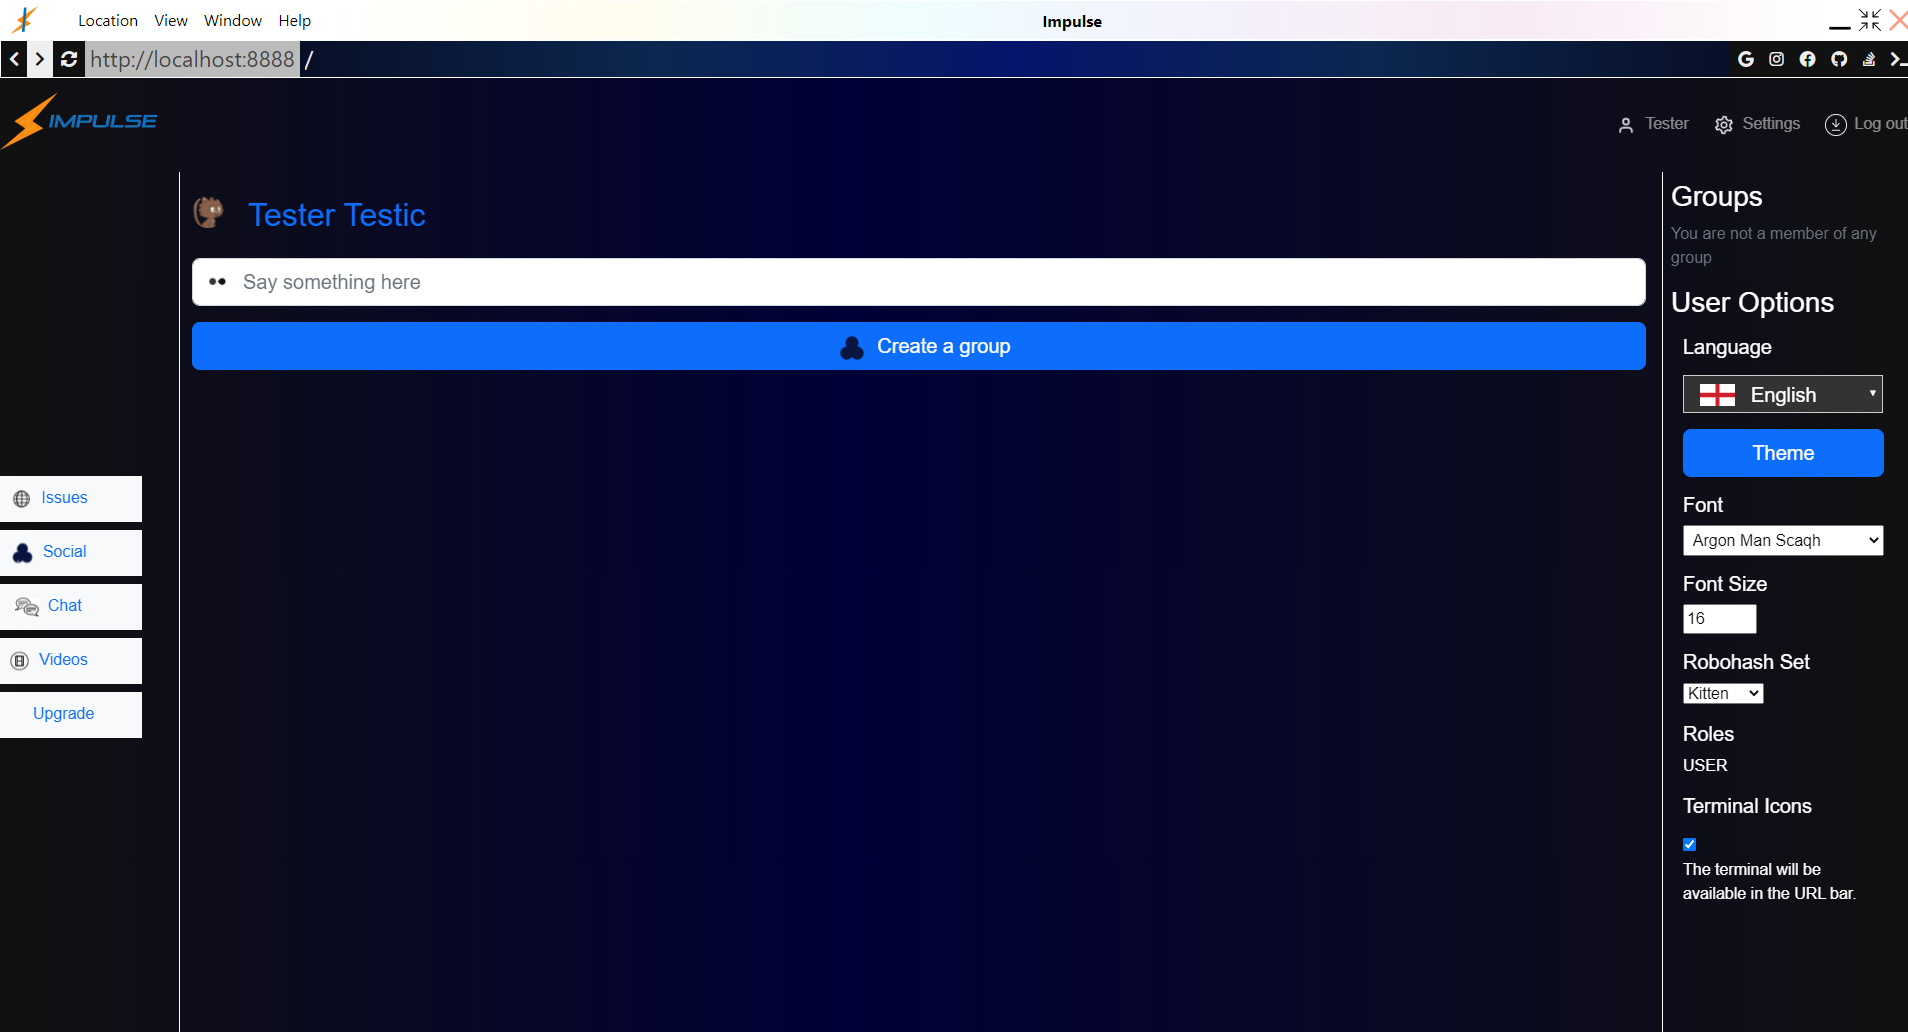 Location View Window Help
Impulse
http://localhost:8888 /
IMPULSE
Tester Settings Log out
Tester Testic
Say something here
Create a group
Issues
Social
Chat
Videos
Upgrade
Groups
You are not a member of any
group
User Options
Language
English
Theme
Font
Argon Man Scaqh
Font Size
16
Robohash Set
Kitten
Roles
USER
Terminal Icons
The terminal will be
available in the URL bar.